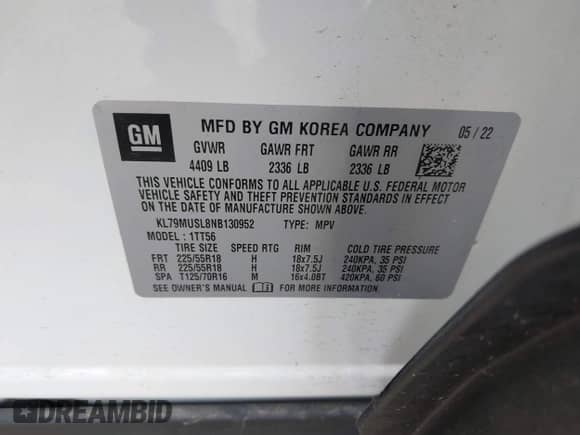 GM MFD BY GM KOREA COMPANY 05 / 22
GVWR GAWR FRT GAWR RR
4409 LB 2336 LB 2336 LB
THIS VEHICLE CONFORMS TO ALL APPLICABLE U.S. FEDERAL MOTOR
VEHICLE SAFETY AND THEFT PREVENTION STANDARDS IN EFFECT ON THE
DATE OF MANUFACTURE SHOWN ABOVE.
KL79MUSL8NB130952 TYPE: MPV
MODEL : 1TT56
TIRE SIZE SPEED RTG RIM COLD TIRE PRESSURE
FRT 225/55R18 H 18x7.5J 240KPA, 35 PSI
RR 225/55R18 H 18x7.5J 240KPA, 35 PSI
SPA T125/70R16 M 16x4.0BT 420KPA, 60 PSI
SEE OWNER'S MANUAL FOR MORE INFORMATION.
DREAMBID